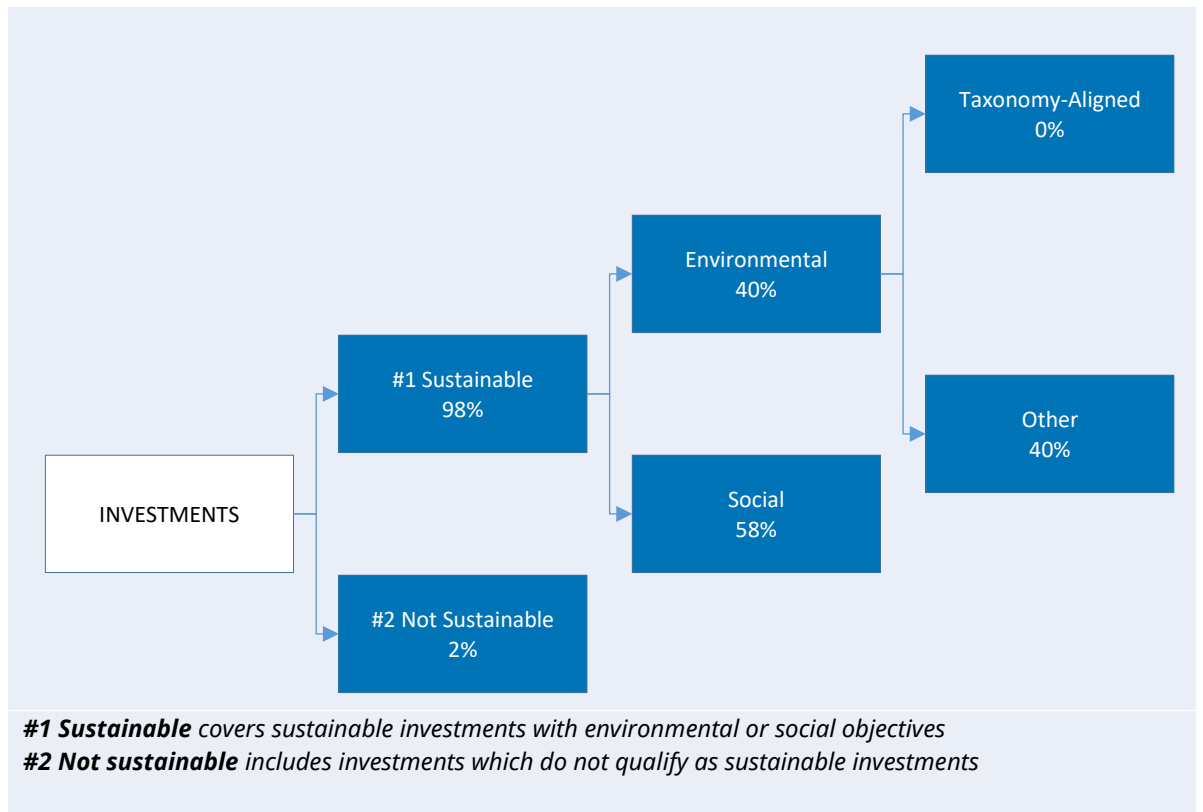 Taxonomy-Aligned
0%
Environmental
40%
#1 Sustainable
98%
Other
40%
INVESTMENTS
Social
58%
#2 Not Sustainable
2%
#1 Sustainable covers sustainable investments with environmental or social objectives
#2 Not sustainable includes investments which do not qualify as sustainable investments